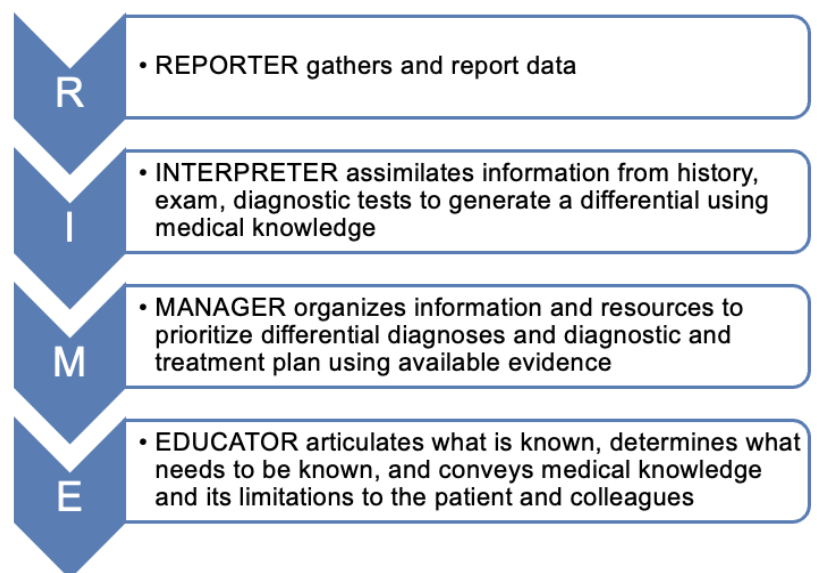 R
• REPORTER gathers and report data
I
• INTERPRETER assimilates information from history,
exam, diagnostic tests to generate a differential using
medical knowledge
M
• MANAGER organizes information and resources to
prioritize differential diagnoses and diagnostic and
treatment plan using available evidence
E
• EDUCATOR articulates what is known, determines what
needs to be known, and conveys medical knowledge
and its limitations to the patient and colleagues